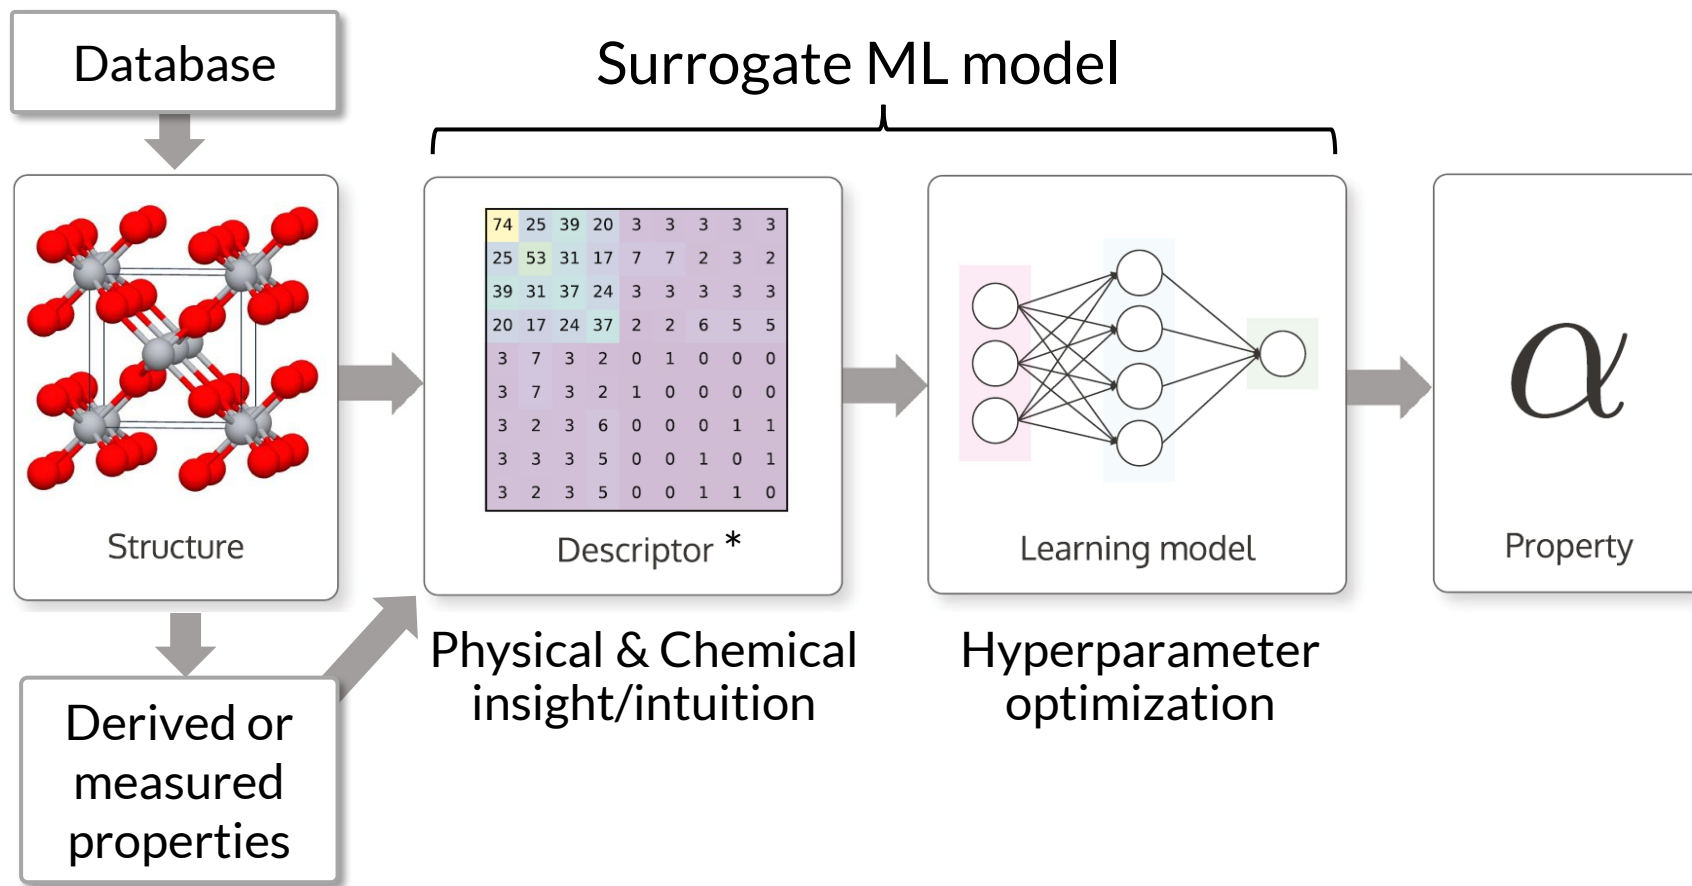 Database
Surrogate ML model
74 25 39 20 3 3 3 3 3
25 53 31 17 7 7 2 3 2
39 31 37 24 3 3 3 3 3
20 17 24 37 2 2 6 5 5
3 7 3 2 0 1 0 0 0
3 7 3 2 1 0 0 0 0
3 2 3 6 0 0 0 1 1
3 3 3 5 0 0 1 0 1
3 2 3 5 0 0 1 1 0
α
Structure
Descriptor *
Learning model
Property
Physical & Chemical
insight/intuition
Hyperparameter
optimization
Derived or
measured
properties